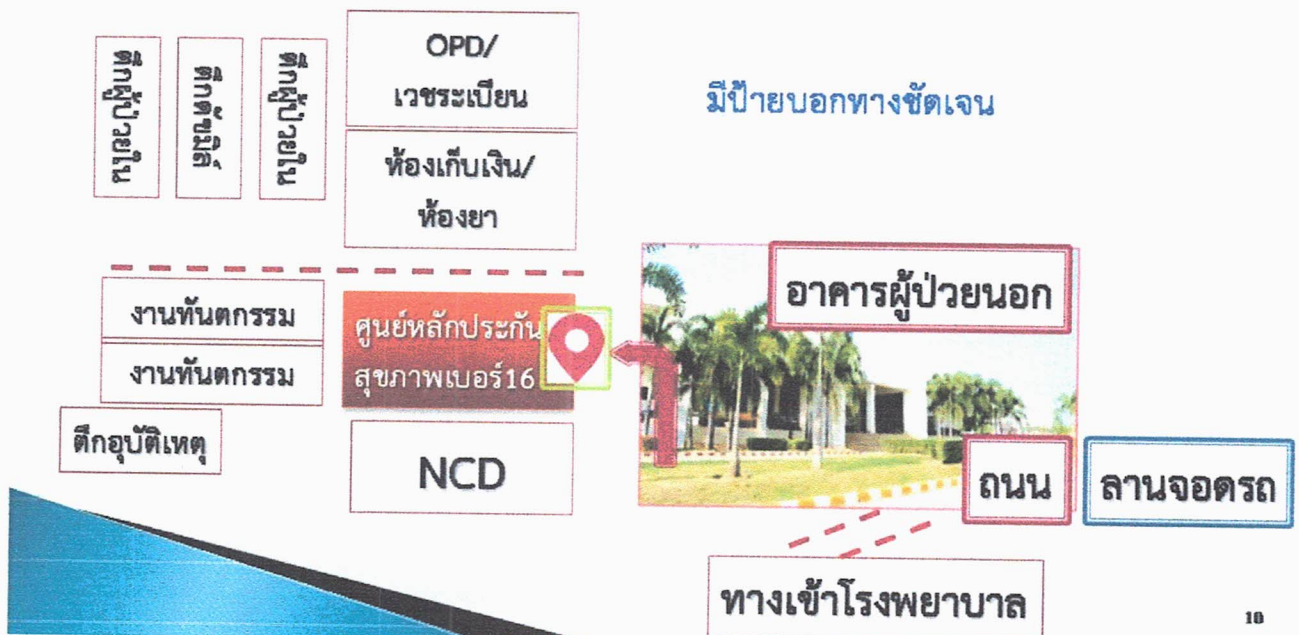 ตึกผู้ป่วยใน
ตึกคัชมิล์
ตึกผู้ป่วยใน
OPD/
เวชระเบียน
ห้องเก็บเงิน/
ห้องยา
มีป้ายบอกทางชัดเจน
อาคารผู้ป่วยนอก
งานทันตกรรม
งานทันตกรรม
ศูนย์หลักประกัน
สุขภาพเบอร์16
ตึกอุบัติเหตุ
NCD
ถนน
ลานจอดรถ
ทางเข้าโรงพยาบาล
10